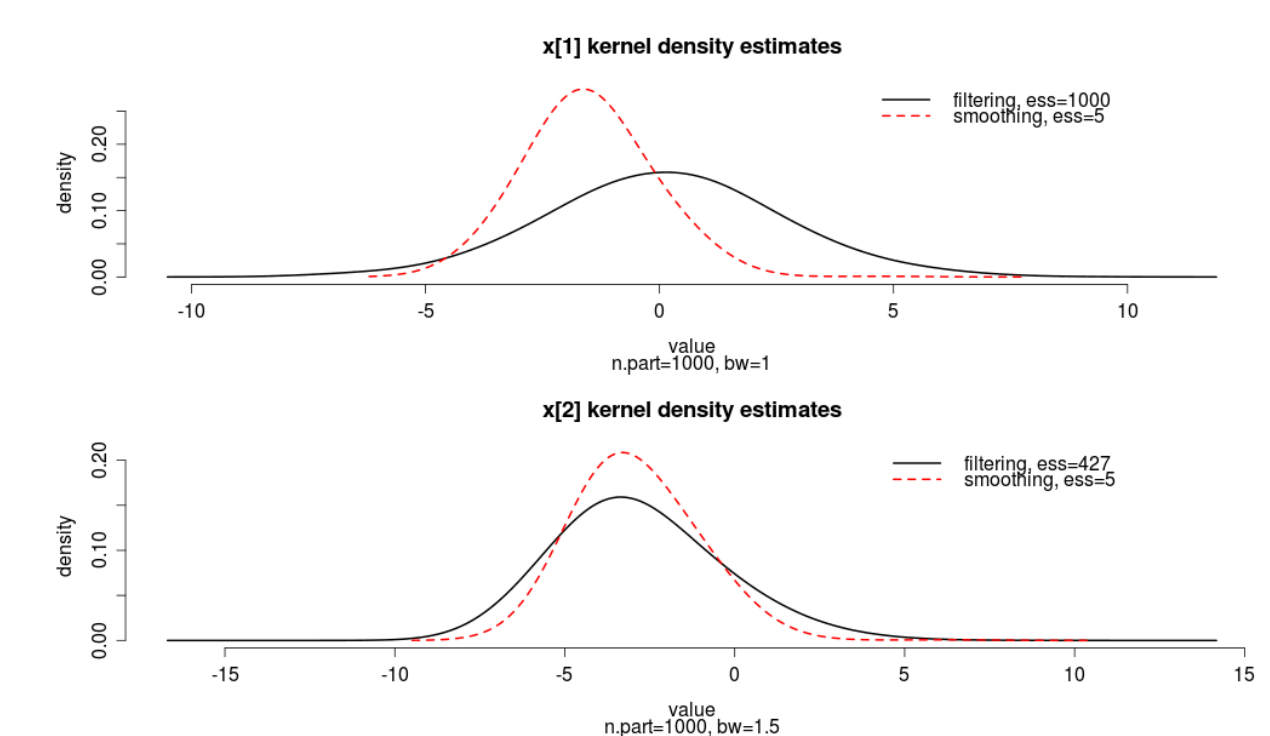 x[1] kernel density estimates
filtering, ess=1000
smoothing, ess=5
density
0.20
0.10
0.00
-10 -5 0 5 10
value
n.part=1000, bw=1
x[2] kernel density estimates
filtering, ess=427
smoothing, ess=5
density
0.20
0.10
0.00
-15 -10 -5 0 5 10 15
value
n.part=1000, bw=1.5